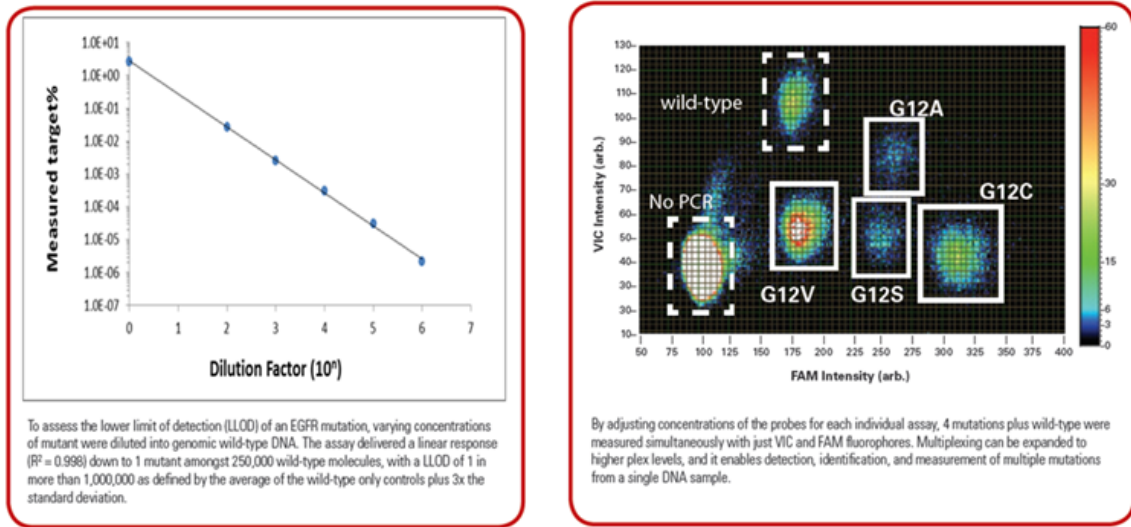 1.0E+01
1.0E+00
1.0E-01
1.0E-02
1.0E-03
1.0E-04
1.0E-05
1.0E-06
1.0E-07
Measured target%
0 1 2 3 4 5 6 7
Dilution Factor (10ⁿ)
To assess the lower limit of detection (LLOD) of an EGFR mutation, varying concentrations
of mutant were diluted into genomic wild-type DNA. The assay delivered a linear response
(R² = 0.998) down to 1 mutant amongst 250,000 wild-type molecules, with a LLOD of 1 in
more than 1,000,000 as defined by the average of the wild-type only controls plus 3x the
standard deviation.
130
120
110
100
90
80
70
60
50
40
30
30
10
VIC Intensity (arb.)
wild-type
G12A
No PCR
G12C
G12V
G12S
50 75 100 125 150 175 200 225 250 275 300 325 350 375 400
FAM Intensity (arb.)
60
30
15
6
3
0
By adjusting concentrations of the probes for each individual assay, 4 mutations plus wild-type were
measured simultaneously with just VIC and FAM fluorophores. Multiplexing can be expanded to
higher plex levels, and it enables detection, identification, and measurement of multiple mutations
from a single DNA sample.